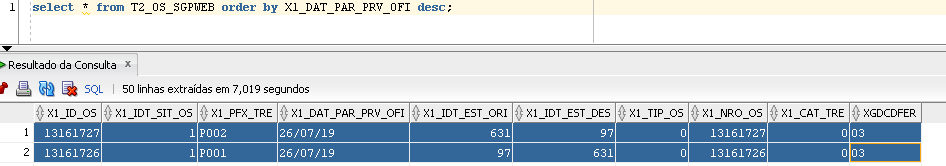 1 select * from T2_OS_SGPWEB order by X1_DAT_PAR_PRV_OFI desc;
Resultado da Consulta ×
SQL | 50 linhas extraídas em 7,019 segundos
X1_ID_OS X1_IDT_SIT_OS X1_PFX_TRE X1_DAT_PAR_PRV_OFI X1_IDT_EST_ORI X1_IDT_EST_DES X1_TIP_OS X1_NRO_OS X1_CAT_TRE XGDCDFER
1 13161727 1 P002 26/07/19 631 97 0 13161727 0 03
2 13161726 1 P001 26/07/19 97 631 0 13161726 0 03